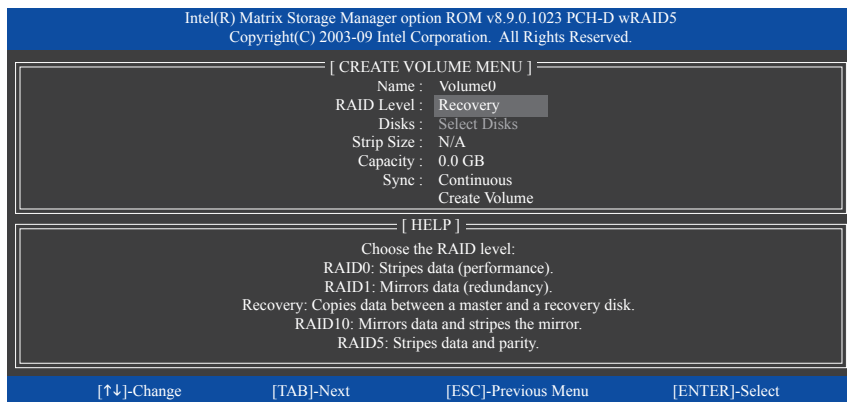 Intel(R) Matrix Storage Manager option ROM v8.9.0.1023 PCH-D wRAID5
Copyright(C) 2003-09 Intel Corporation.  All Rights Reserved.
[ CREATE VOLUME MENU ]
Name : Volume0
RAID Level : Recovery
Disks : Select Disks
Strip Size : N/A
Capacity : 0.0 GB
Sync : Continuous
Create Volume
[ HELP ]
Choose the RAID level:
RAID0: Stripes data (performance).
RAID1: Mirrors data (redundancy).
Recovery: Copies data between a master and a recovery disk.
RAID10: Mirrors data and stripes the mirror.
RAID5: Stripes data and parity.
[↑↓]-Change [TAB]-Next [ESC]-Previous Menu [ENTER]-Select